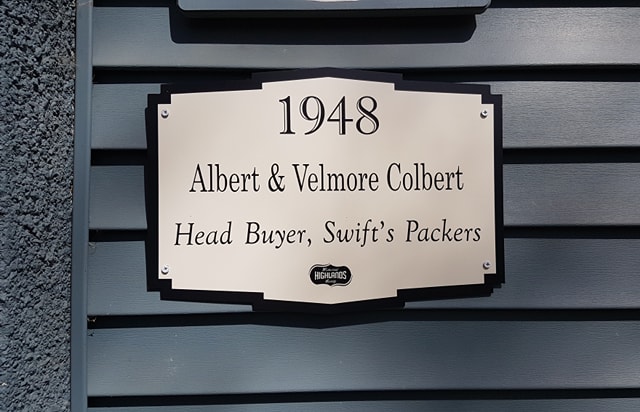 1948
Albert & Velmore Colbert
Head Buyer, Swift's Packers
HIGHLANDS